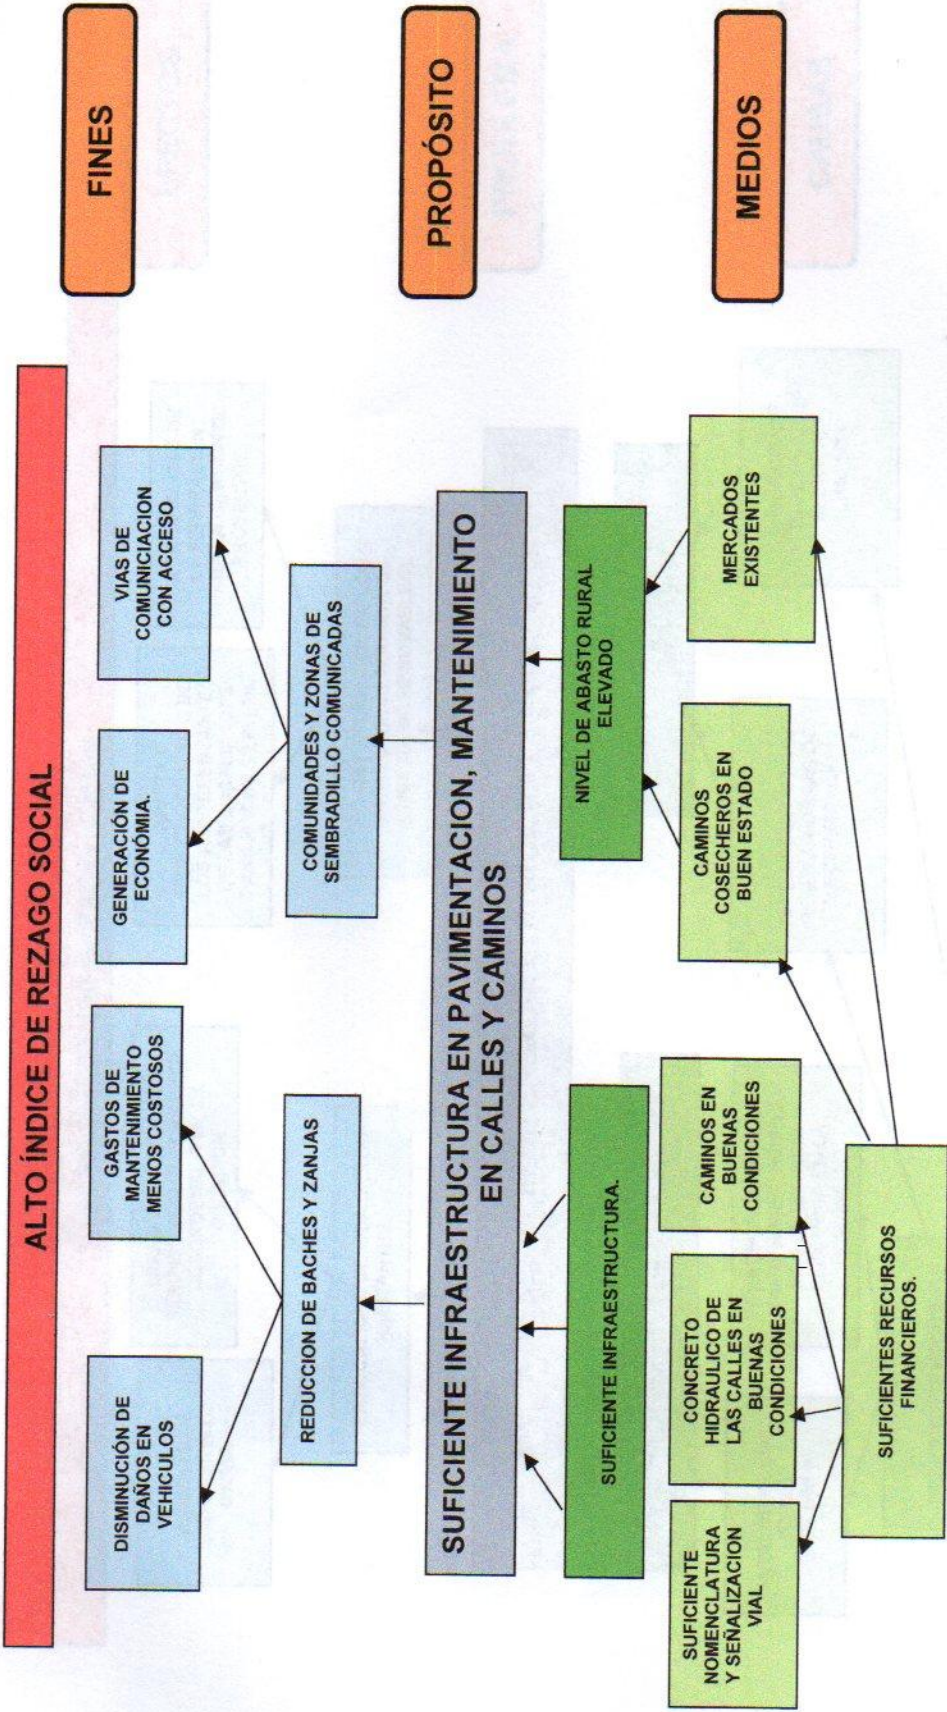 ALTO ÍNDICE DE REZAGO SOCIAL
FINES
DISMINUCIÓN DE
DAÑOS EN
VEHICULOS
GASTOS DE
MANTENIMIENTO
MENOS COSTOSOS
GENERACIÓN DE
ECONÓMIA.
VIAS DE
COMUNICIACION
CON ACCESO
REDUCCION DE BACHES Y ZANJAS
COMUNIDADES Y ZONAS DE
SEMBRADILLO COMUNICADAS
SUFICIENTE INFRAESTRUCTURA EN PAVIMENTACION, MANTENIMIENTO
EN CALLES Y CAMINOS
PROPÓSITO
SUFICIENTE INFRAESTRUCTURA.
NIVEL DE ABASTO RURAL
ELEVADO
SUFICIENTE
NOMENCLATURA
Y SEÑALIZACION
VIAL
CONCRETO
HIDRAULICO DE
LAS CALLES EN
BUENAS
CONDICIONES
CAMINOS EN
BUENAS
CONDICIONES
CAMINOS
COSECHEROS EN
BUEN ESTADO
MERCADOS
EXISTENTES
MEDIOS
SUFICIENTES RECURSOS
FINANCIEROS.